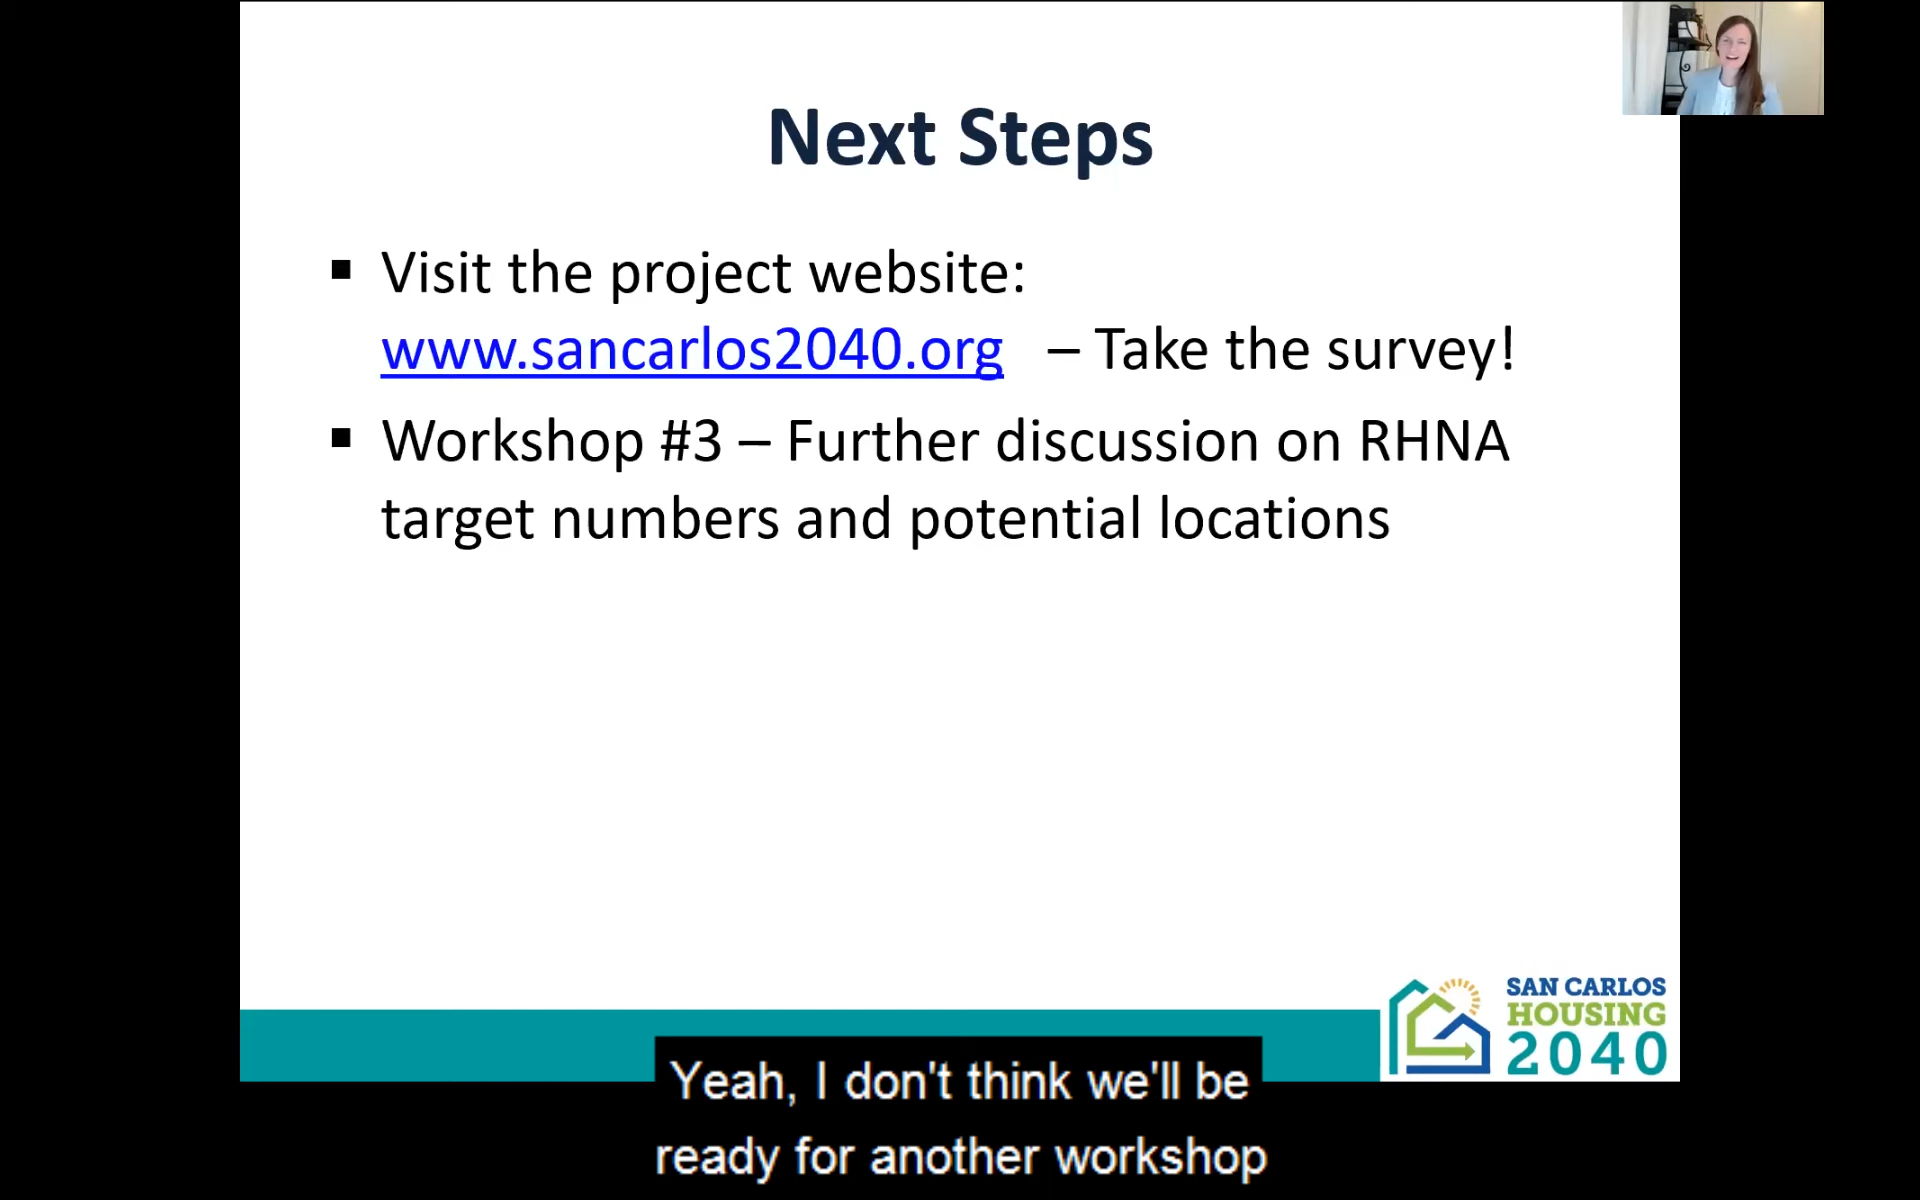 Next Steps
▪ Visit the project website:
www.sancarlos2040.org – Take the survey!
▪ Workshop #3 – Further discussion on RHNA
target numbers and potential locations
SAN CARLOS
HOUSING
2040
Yeah, I don't think we'll be
ready for another workshop